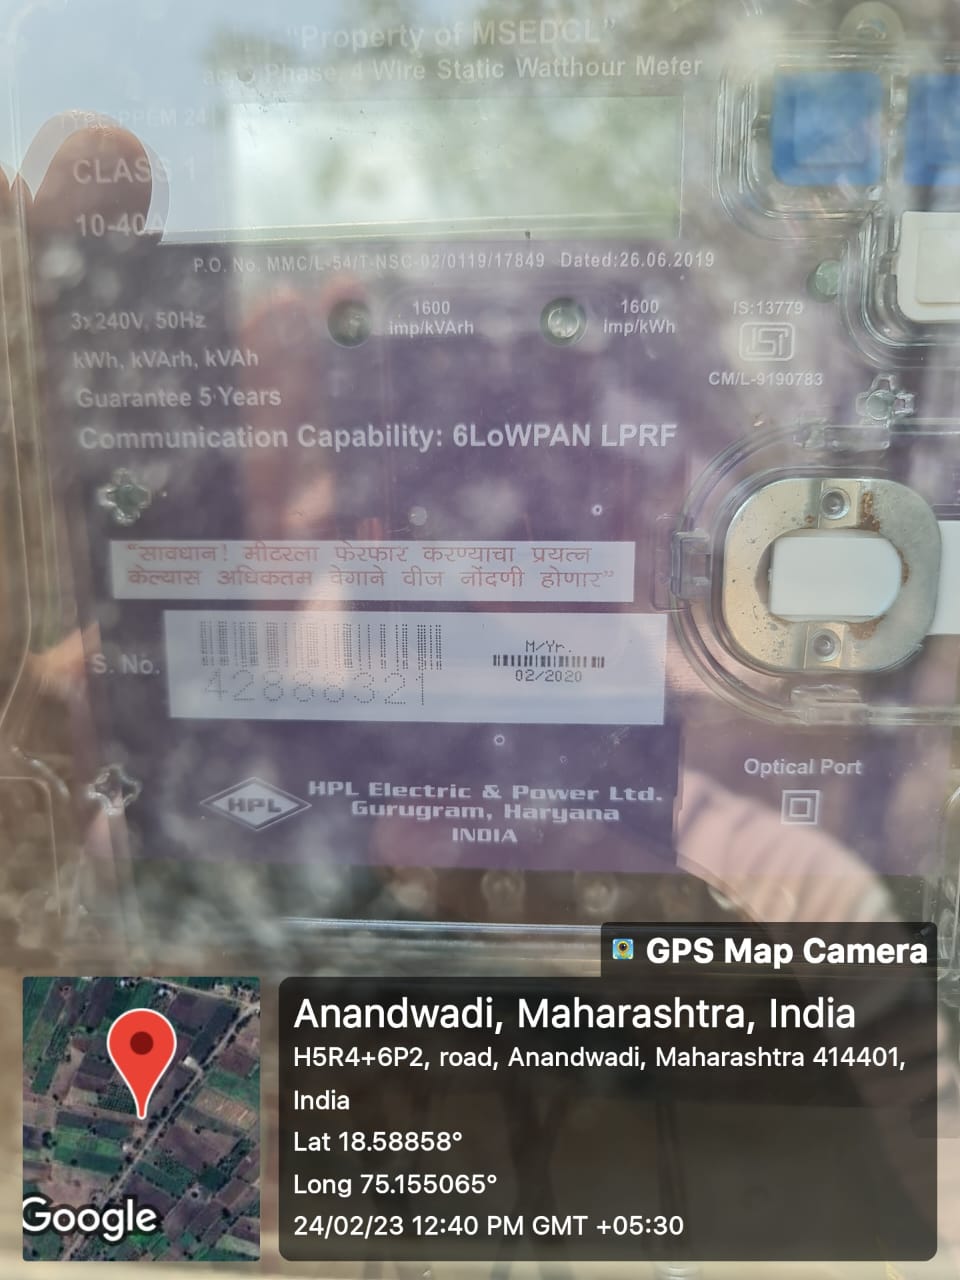 "Property of MSEDCL"
ac 3 Phase, 4 Wire Static Watthour Meter
TYPE:PPEM 24
CLASS 1
10-40A
P.O. No. MMC/L-54/T-NSC-02/0119/17849 Dated:26.06.2019
3x240V, 50Hz
1600
imp/kVArh
1600
imp/kWh
IS:13779
ISI
CM/L-9190783
kWh, kVArh, kVAh
Guarantee 5 Years
Communication Capability: 6LoWPAN LPRF
"सावधान! मीटरला फेरफार करण्याचा प्रयत्न
केल्यास अधिकतम वेगाने वीज नोंदणी होणार"
S. No.
M/Yr.
02/2020
HPL
HPL Electric & Power Ltd.
Gurugram, Haryana
INDIA
Optical Port
GPS Map Camera
Anandwadi, Maharashtra, India
H5R4+6P2, road, Anandwadi, Maharashtra 414401,
India
Lat 18.58858°
Long 75.155065°
24/02/23 12:40 PM GMT +05:30
Google